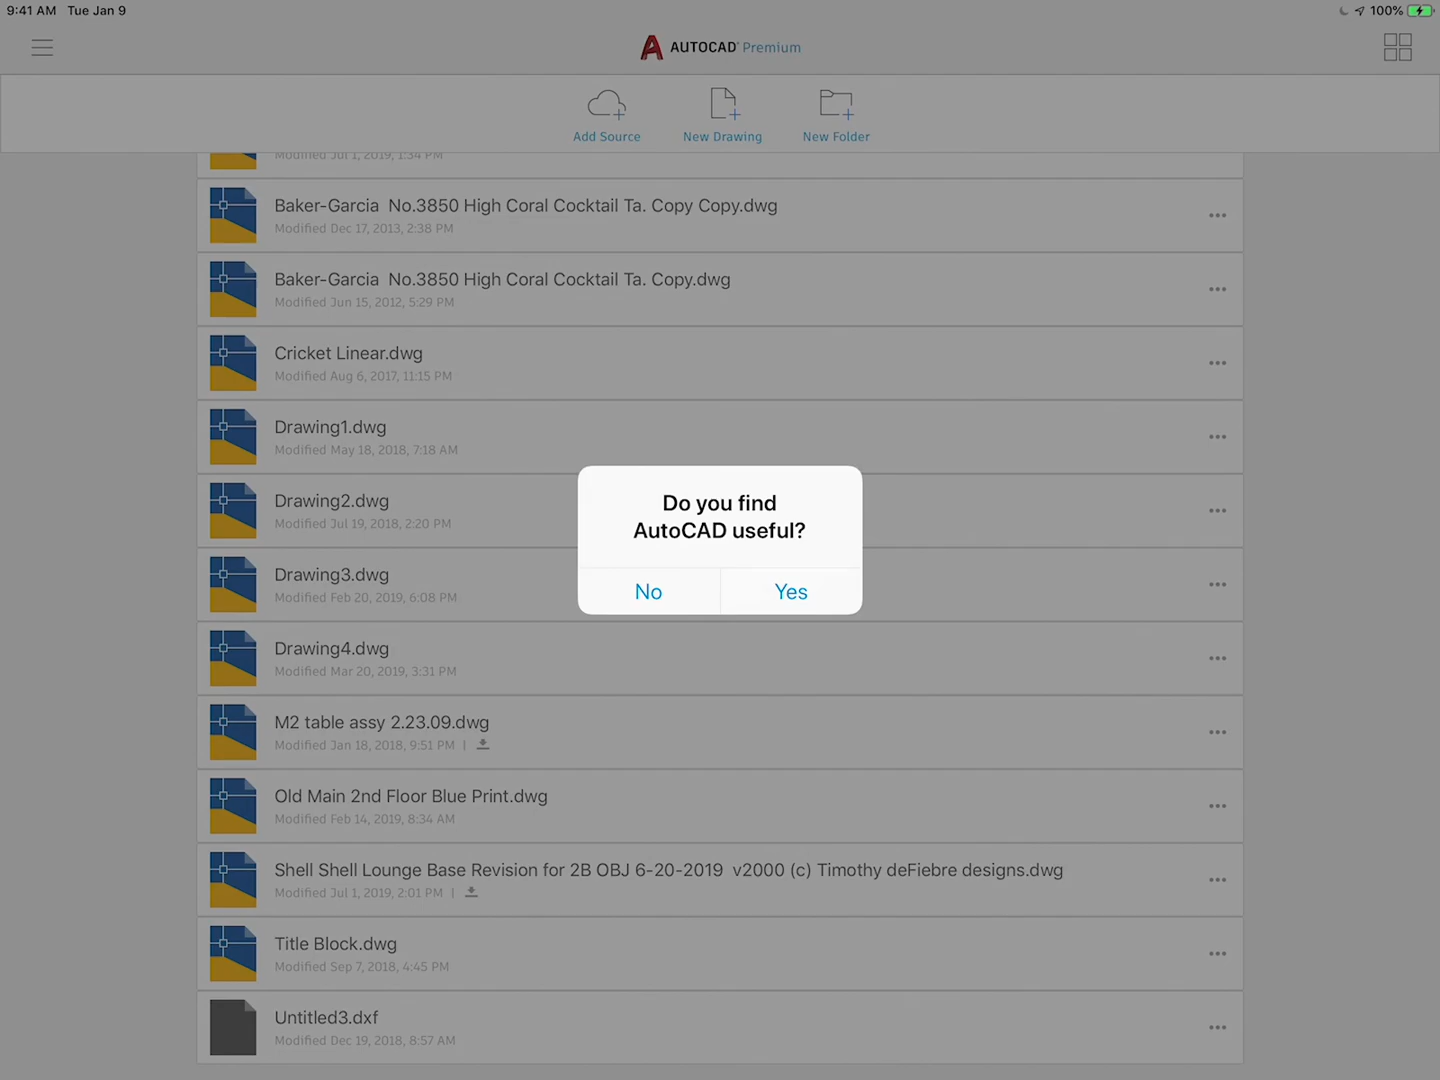 9:41 AM Tue Jan 9
100%
AUTOCAD Premium
Add Source
New Drawing
New Folder
Modified Jul 1, 2019, 1:34 PM
Baker-Garcia No.3850 High Coral Cocktail Ta. Copy Copy.dwg
Modified Dec 17, 2013, 2:38 PM
Baker-Garcia No.3850 High Coral Cocktail Ta. Copy.dwg
Modified Jun 15, 2012, 5:29 PM
Cricket Linear.dwg
Modified Aug 6, 2017, 11:15 PM
Drawing1.dwg
Modified May 18, 2018, 7:18 AM
Drawing2.dwg
Modified Jul 19, 2018, 2:20 PM
Do you find
AutoCAD useful?
No
Yes
Drawing3.dwg
Modified Feb 20, 2019, 6:08 PM
Drawing4.dwg
Modified Mar 20, 2019, 3:31 PM
M2 table assy 2.23.09.dwg
Modified Jan 18, 2018, 9:51 PM |
Old Main 2nd Floor Blue Print.dwg
Modified Feb 14, 2019, 8:34 AM
Shell Shell Lounge Base Revision for 2B OBJ 6-20-2019 v2000 (c) Timothy deFiebre designs.dwg
Modified Jul 1, 2019, 2:01 PM |
Title Block.dwg
Modified Sep 7, 2018, 4:45 PM
Untitled3.dxf
Modified Dec 19, 2018, 8:57 AM